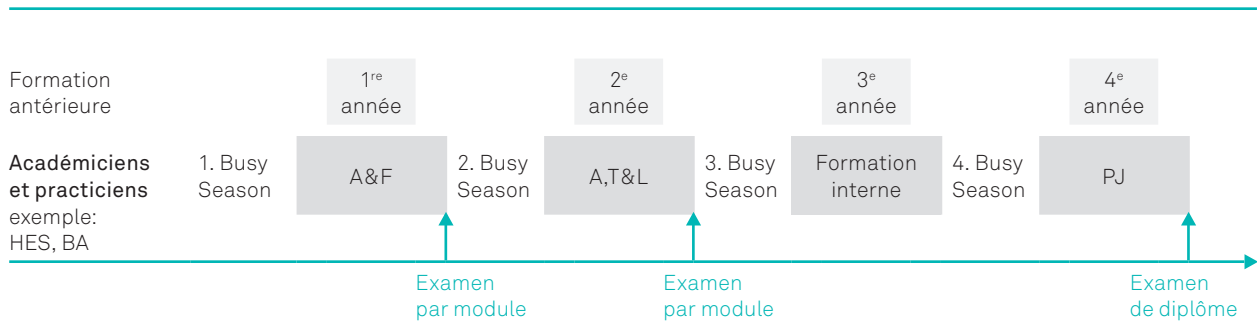 Formation
antérieure
1re
année
2e
année
3e
année
4e
année
Académiciens
et practiciens
exemple:
HES, BA
1. Busy
Season
A&F
2. Busy
Season
A,T&L
3. Busy
Season
Formation
interne
4. Busy
Season
PJ
Examen
par module
Examen
par module
Examen
de diplôme